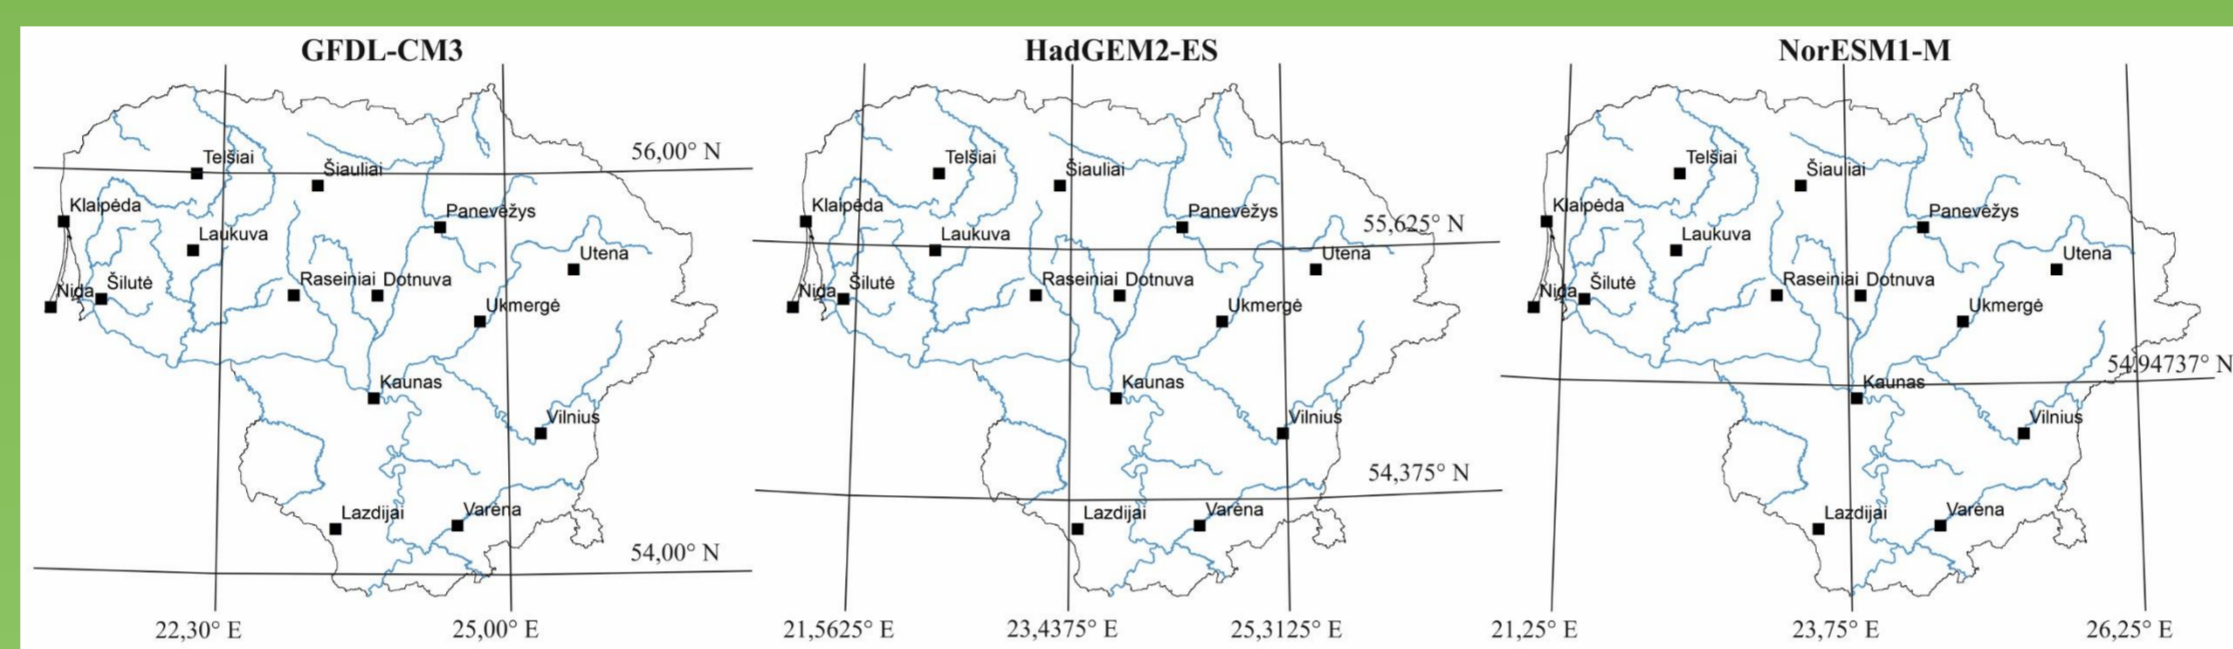 GFDL-CM3
56,00° N
Telšiai
Šiauliai
Klaipėda
Panevėžys
Laukuva
Utena
Šilutė
Raseiniai
Dotnuva
Nida
Ukmergė
Kaunas
Vilnius
Lazdijai
Varėna
54,00° N
22,30° E
25,00° E
HadGEM2-ES
Telšiai
Šiauliai
Klaipėda
Panevėžys
55,625° N
Laukuva
Utena
Šilutė
Raseiniai
Dotnuva
Nida
Ukmergė
Kaunas
Vilnius
54,375° N
Lazdijai
Varėna
21,5625° E
23,4375° E
25,3125° E
NorESM1-M
Telšiai
Šiauliai
Klaipėda
Panevėžys
Laukuva
Utena
Šilutė
Raseiniai
Dotnuva
Nida
Ukmergė
54.94737° N
Kaunas
Vilnius
Lazdijai
Varėna
21,25° E
23,75° E
26,25° E